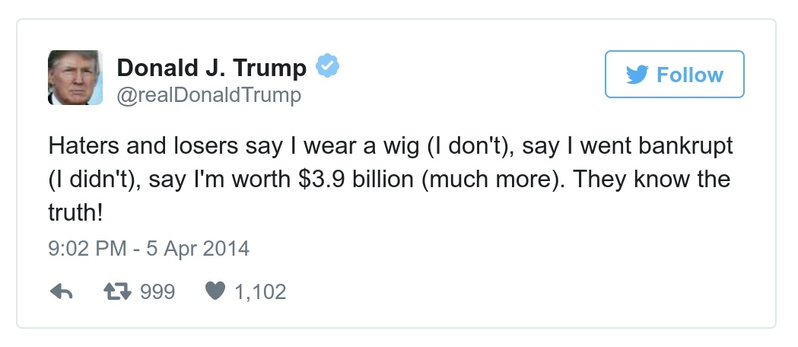 Donald J. Trump
@realDonaldTrump
Follow
Haters and losers say I wear a wig (I don't), say I went bankrupt
(I didn't), say I'm worth $3.9 billion (much more). They know the
truth!
9:02 PM - 5 Apr 2014
999 1,102